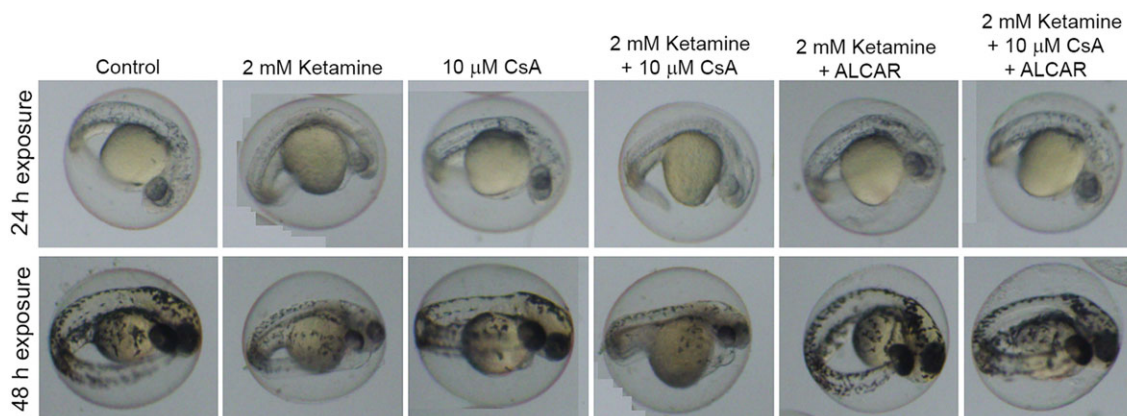 Control
2 mM Ketamine
10 μM CsA
2 mM Ketamine
+ 10 μM CsA
2 mM Ketamine
+ ALCAR
2 mM Ketamine
+ 10 μM CsA
+ ALCAR
24 h exposure
48 h exposure